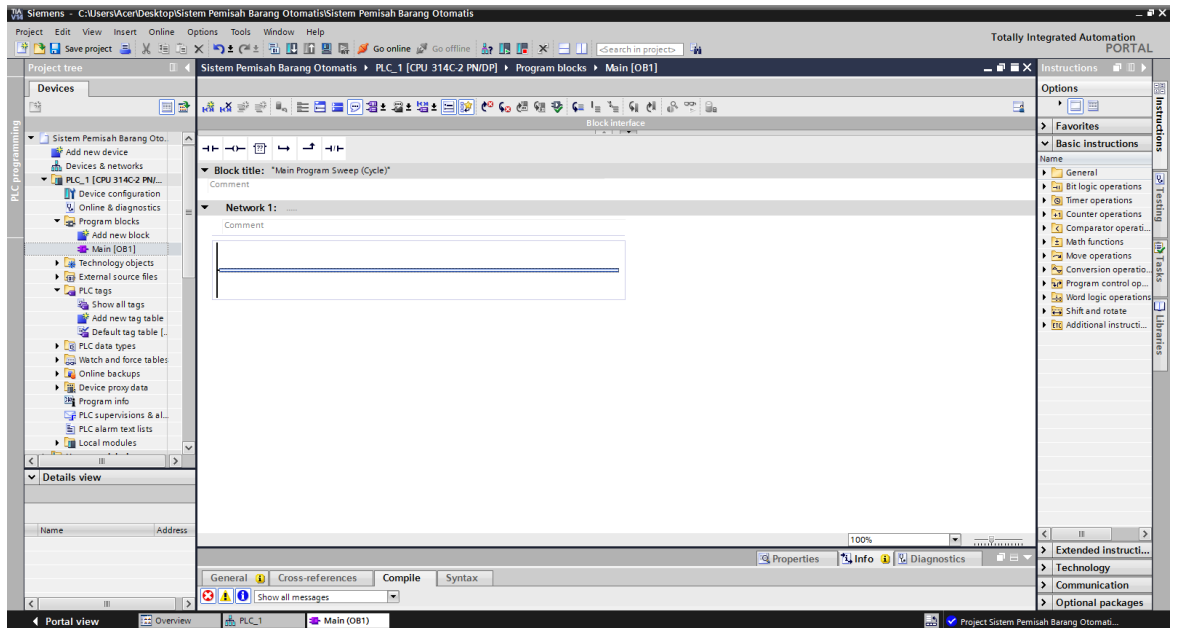 Siemens - C:\Users\Acer\Desktop\Sistem Pemisah Barang Otomatis\Sistem Pemisah Barang Otomatis
Project Edit View Insert Online Options Tools Window Help
Save project
Go online
Go offline
<Search in project>
Totally Integrated Automation
PORTAL
Project tree
Sistem Pemisah Barang Otomatis
PLC_1 [CPU 314C-2 PN/DP]
Program blocks
Main [OB1]
Instructions
Devices
Options
PLC programming
Sistem Pemisah Barang Oto...
Add new device
Devices & networks
PLC_1 [CPU 314C-2 PN/...
Device configuration
Online & diagnostics
Program blocks
Add new block
Main [OB1]
Technology objects
External source files
PLC tags
Show all tags
Add new tag table
Default tag table [...
PLC data types
Watch and force tables
Online backups
Device proxy data
Program info
PLC supervisions & al...
PLC alarm text lists
Local modules
Details view
Name Address
Block interface
Block title: "Main Program Sweep (Cycle)"
Comment
Network 1: .....
Comment
100%
Properties
Info
Diagnostics
General
Cross-references
Compile
Syntax
Show all messages
Favorites
Basic instructions
Name
General
Bit logic operations
Timer operations
Counter operations
Comparator operati...
Math functions
Move operations
Conversion operatio...
Program control op...
Word logic operations
Shift and rotate
Additional instructi...
Extended instructi...
Technology
Communication
Optional packages
Instructions
Testing
Tasks
Libraries
Portal view
Overview
PLC_1
Main (OB1)
Project Sistem Pemisah Barang Otomati...